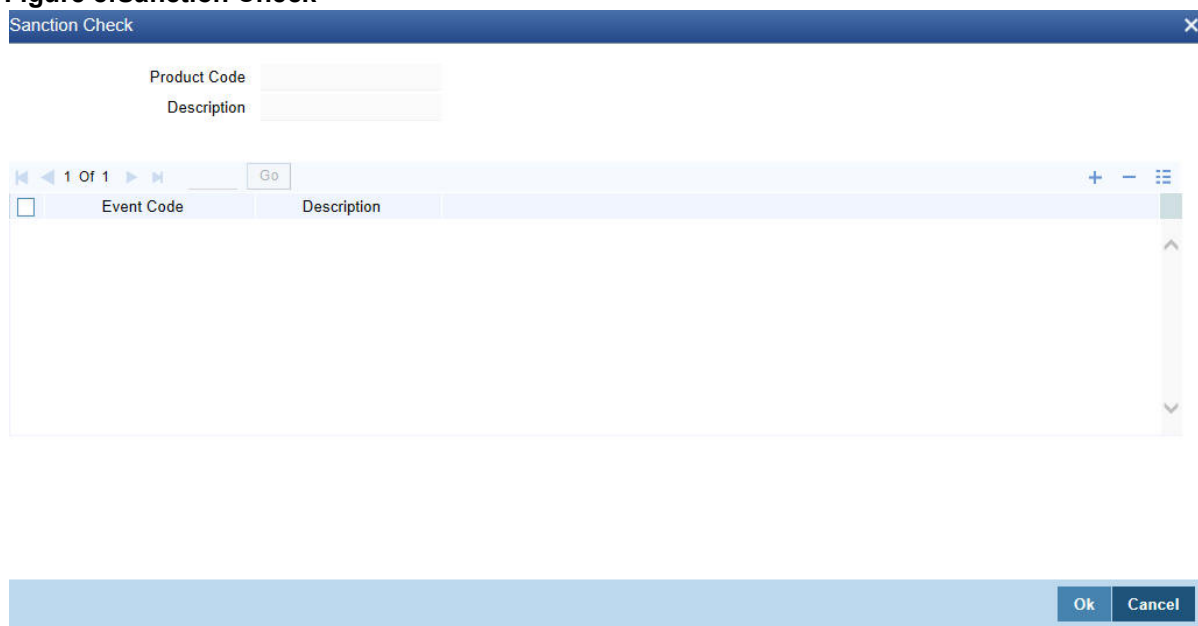 Sanction Check
Product Code
Description
1 Of 1 Go
Event Code Description
Ok Cancel